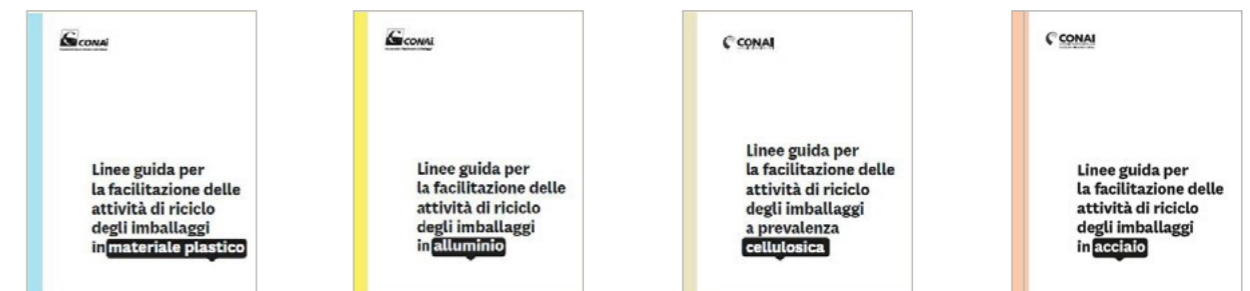 CONAI
Linee guida per
la facilitazione delle
attività di riciclo
degli imballaggi
in materiale plastico
CONAI
Linee guida per
la facilitazione delle
attività di riciclo
degli imballaggi
in alluminio
CONAI
Linee guida per
la facilitazione delle
attività di riciclo
degli imballaggi
a prevalenza
cellulosica
CONAI
Linee guida per
la facilitazione delle
attività di riciclo
degli imballaggi
in acciaio